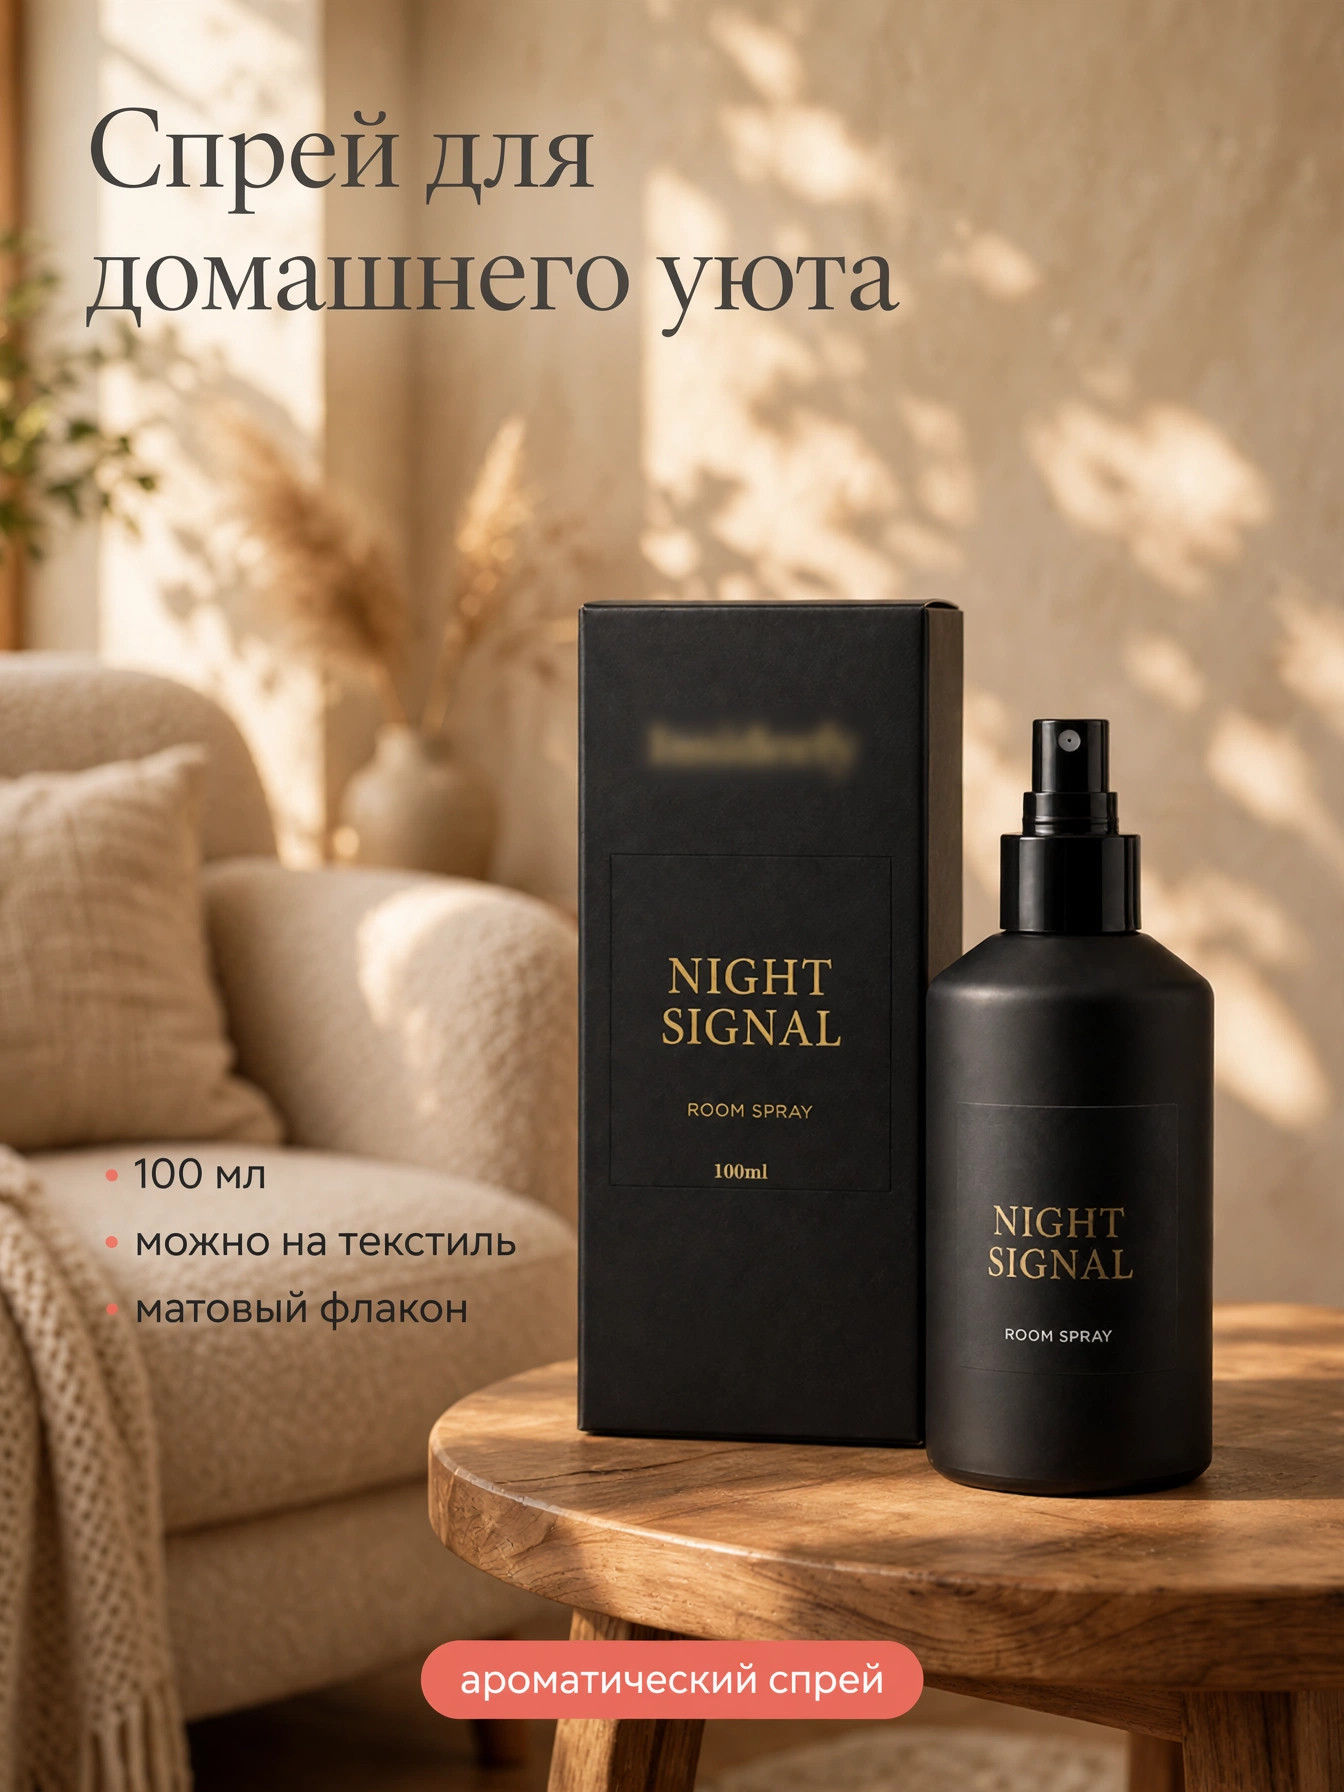 Спрей для
домашнего уюта
NIGHT
SIGNAL
ROOM SPRAY
100ml
NIGHT
SIGNAL
ROOM SPRAY
• 100 мл
• можно на текстиль
• матовый флакон
ароматический спрей